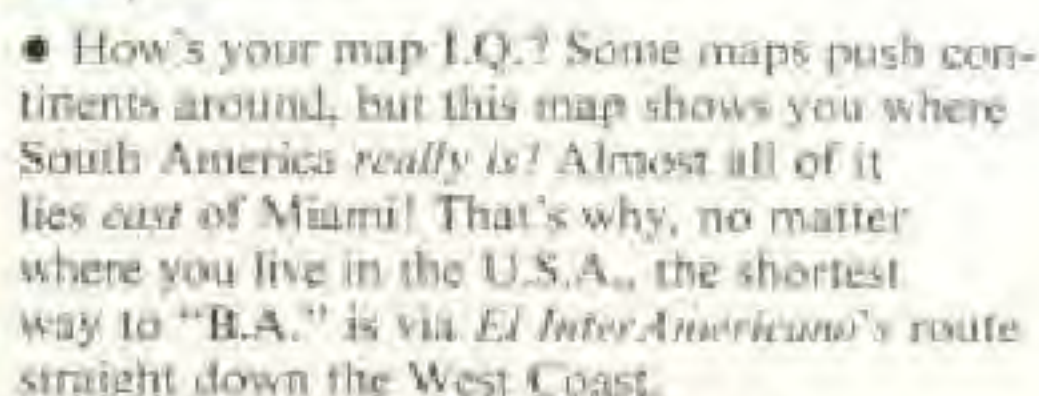 ● How's your map I.Q.? Some maps push con-
tinents around, but this map shows you where
South America really is! Almost all of it
lies east of Miami! That's why, no matter
where you live in the U.S.A., the shortest
way to "B.A." is via El InterAmericano's route
straight down the West Coast.